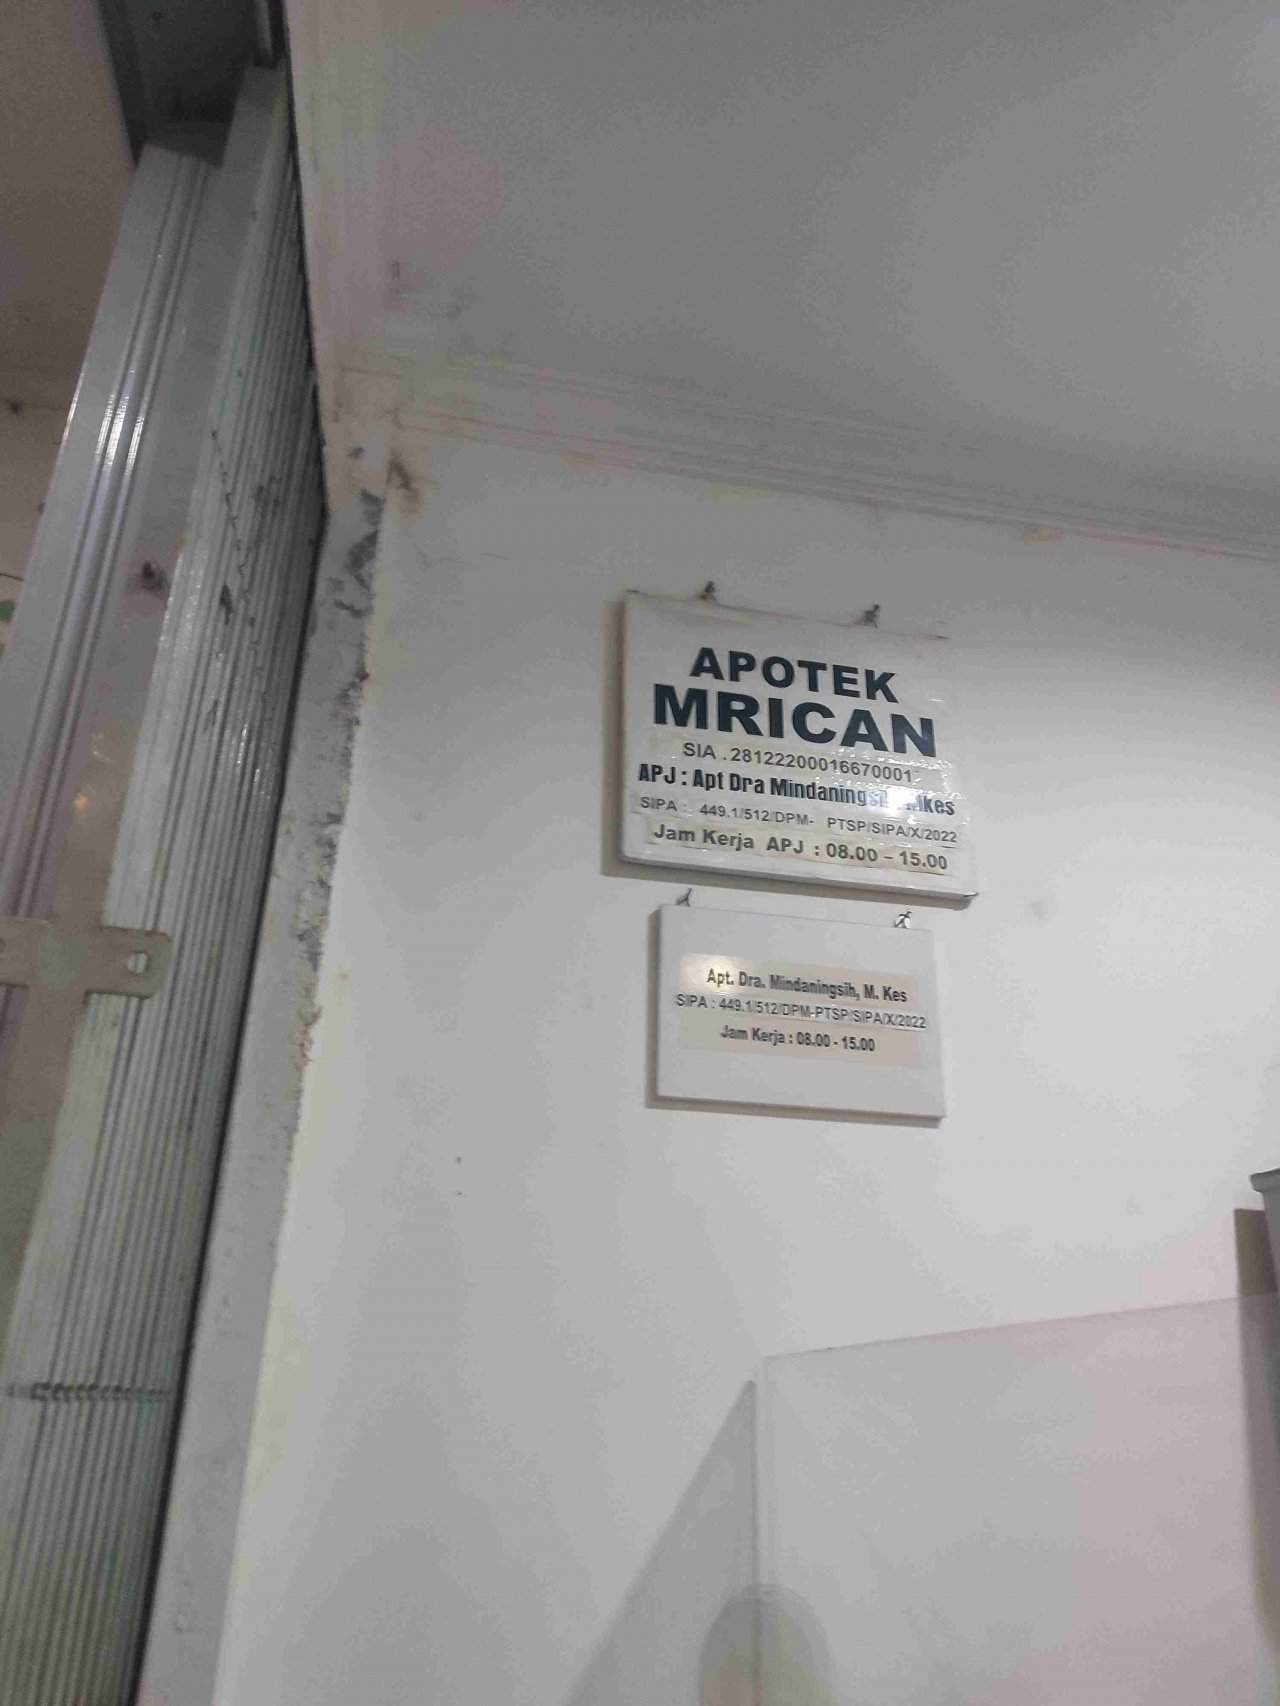 APOTEK
MRICAN
SIA .28122200016670001
APJ : Apt Dra Mindaningsih
SIPA : 449.1/512/DPM- PTSP/SIPA/X/2022
Jam Kerja APJ : 08.00 – 15.00
Apt. Dra. Mindaningsih, M. Kes
SIPA : 449.1/512/DPM-PTSP/SIPA/X/2022
Jam Kerja : 08.00 - 15.00